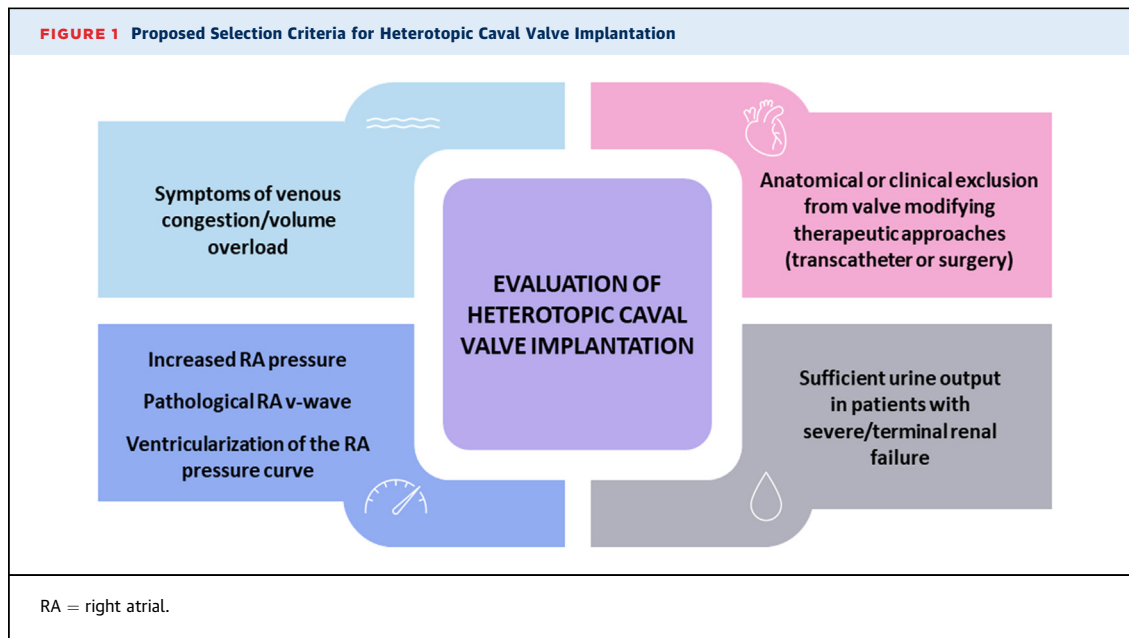 FIGURE 1 Proposed Selection Criteria for Heterotopic Caval Valve Implantation
Symptoms of venous
congestion/volume
overload
Anatomical or clinical exclusion
from valve modifying
therapeutic approaches
(transcatheter or surgery)
EVALUATION OF
HETEROTOPIC CAVAL
VALVE IMPLANTATION
Increased RA pressure
Pathological RA v-wave
Ventricularization of the RA
pressure curve
Sufficient urine output
in patients with
severe/terminal renal
failure
RA = right atrial.